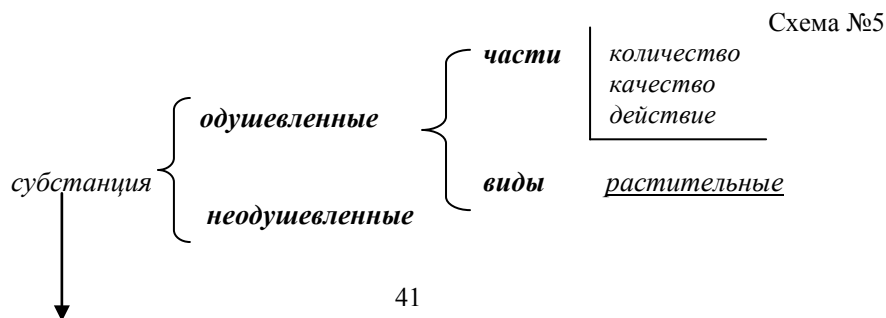 Схема №5
части
количество
качество
действие
одушевленные
субстанция
виды
растительные
неодушевленные
41